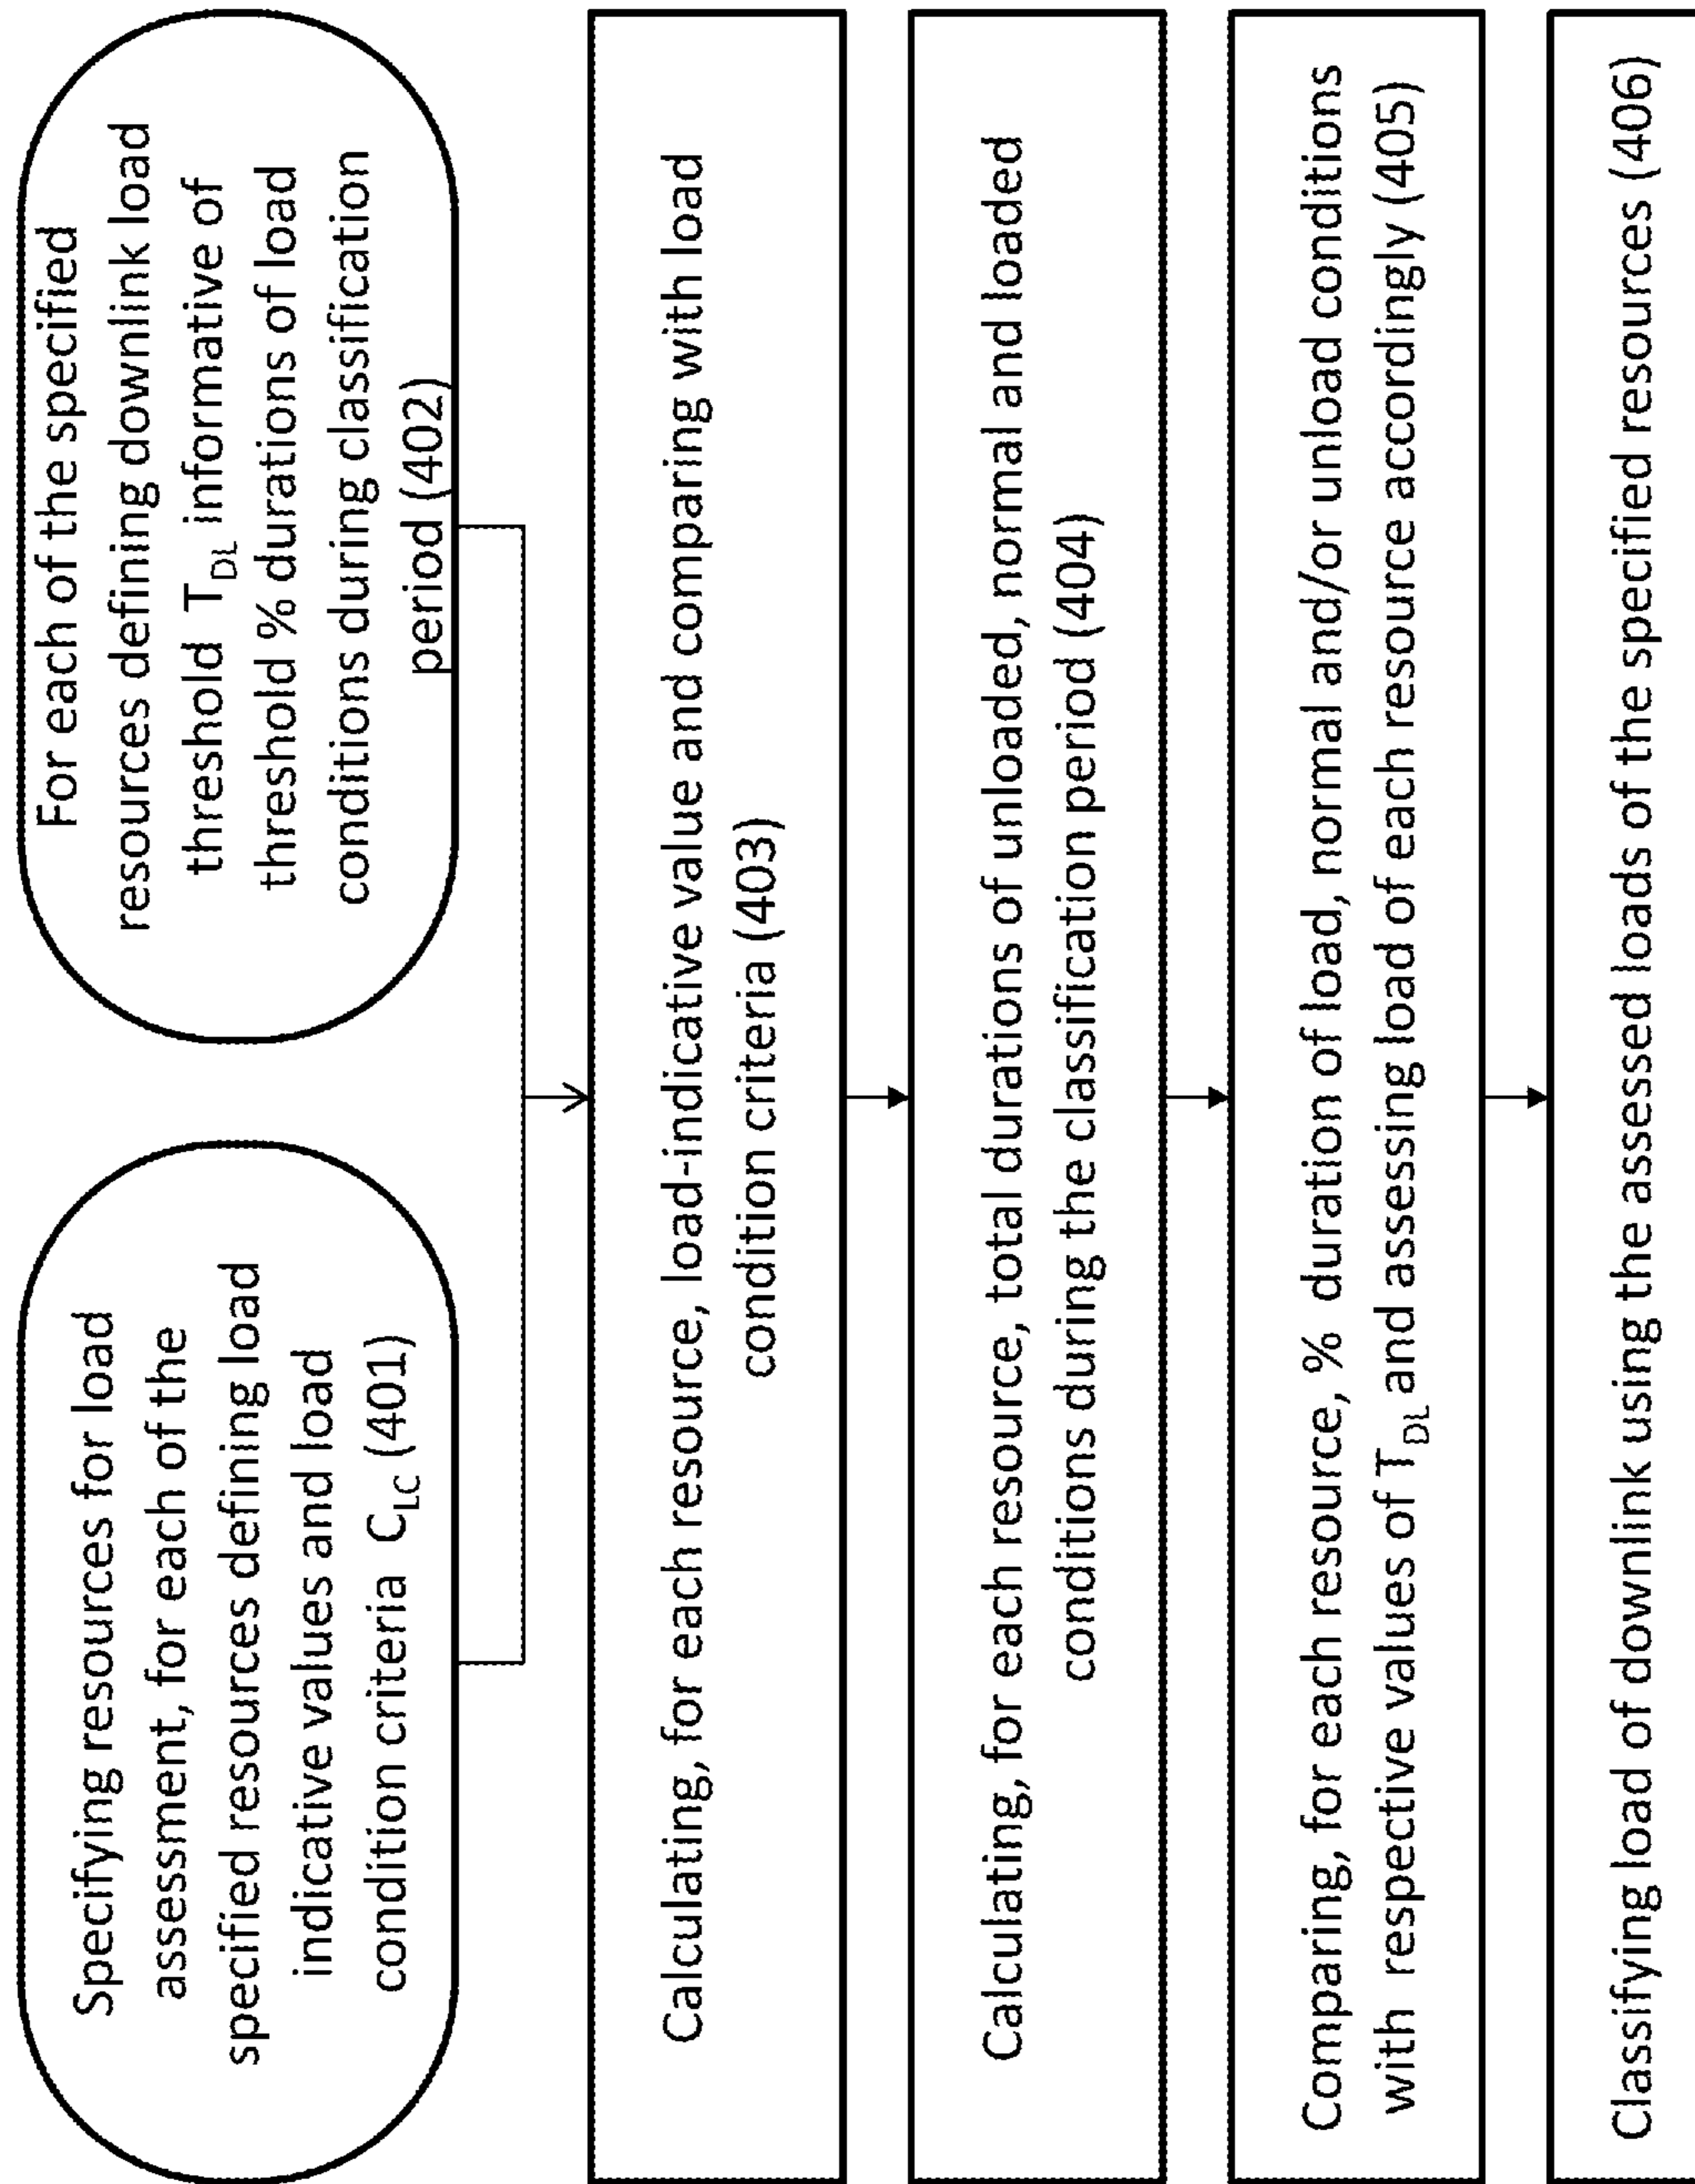 Specifying resources for load
assessment, for each of the
specified resources defining load
indicative values and load
condition criteria C_LC (401)
For each of the specified
resources defining downlink load
threshold T_DL informative of
threshold % durations of load
conditions during classification
period (402)
Calculating, for each resource, load-indicative value and comparing with load
condition criteria (403)
Calculating, for each resource, total durations of unloaded, normal and loaded
conditions during the classification period (404)
Comparing, for each resource, % duration of load, normal and/or unload conditions
with respective values of T_DL and assessing load of each resource accordingly (405)
Classifying load of downlink using the assessed loads of the specified resources (406)